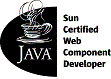 Sun
Certified
Web
Component
Developer
JAVA